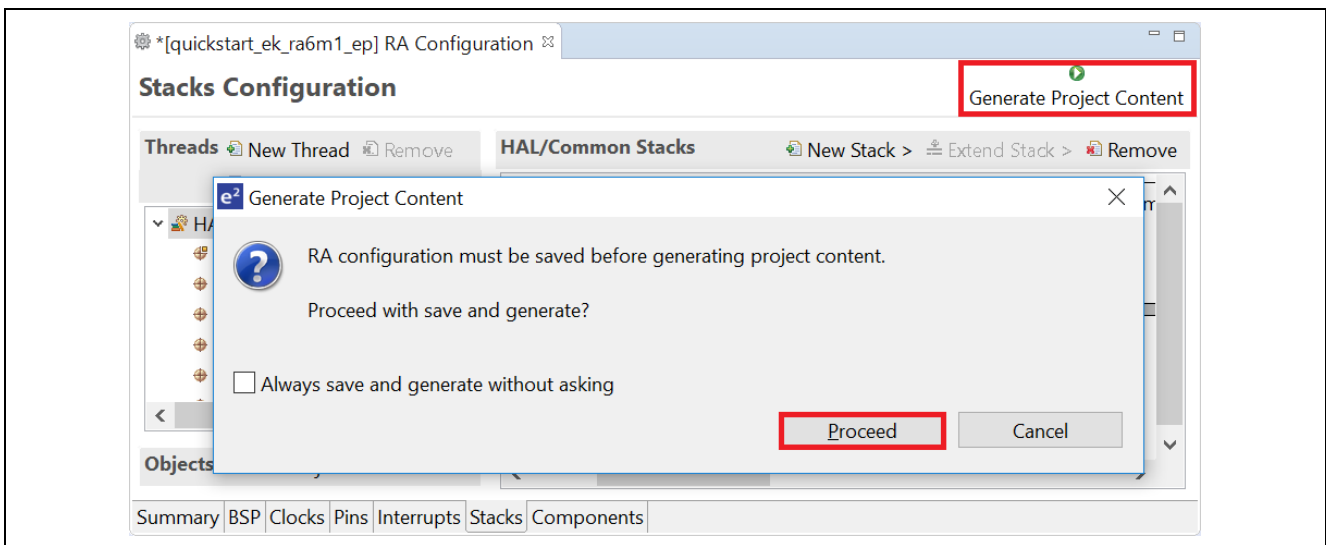 *[quickstart_ek_ra6m1_ep] RA Configuration
Stacks Configuration
Generate Project Content
Threads New Thread Remove
HAL/Common Stacks New Stack > Extend Stack > Remove
e² Generate Project Content
RA configuration must be saved before generating project content.
Proceed with save and generate?
Always save and generate without asking
Proceed Cancel
Objects
Summary BSP Clocks Pins Interrupts Stacks Components